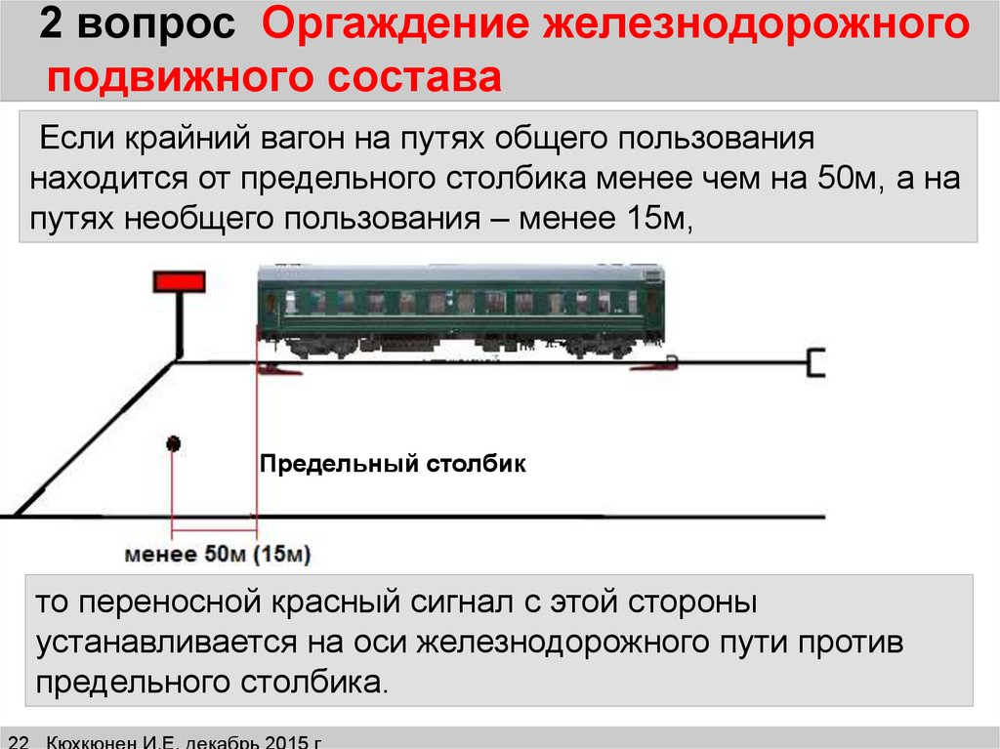 2 вопрос Оргаждение железнодорожного
подвижного состава
Если крайний вагон на путях общего пользования
находится от предельного столбика менее чем на 50м, а на
путях необщего пользования – менее 15м,
Предельный столбик
менее 50м (15м)
то переносной красный сигнал с этой стороны
устанавливается на оси железнодорожного пути против
предельного столбика.
22 Кюхкюнен И.Е. декабрь 2015 г